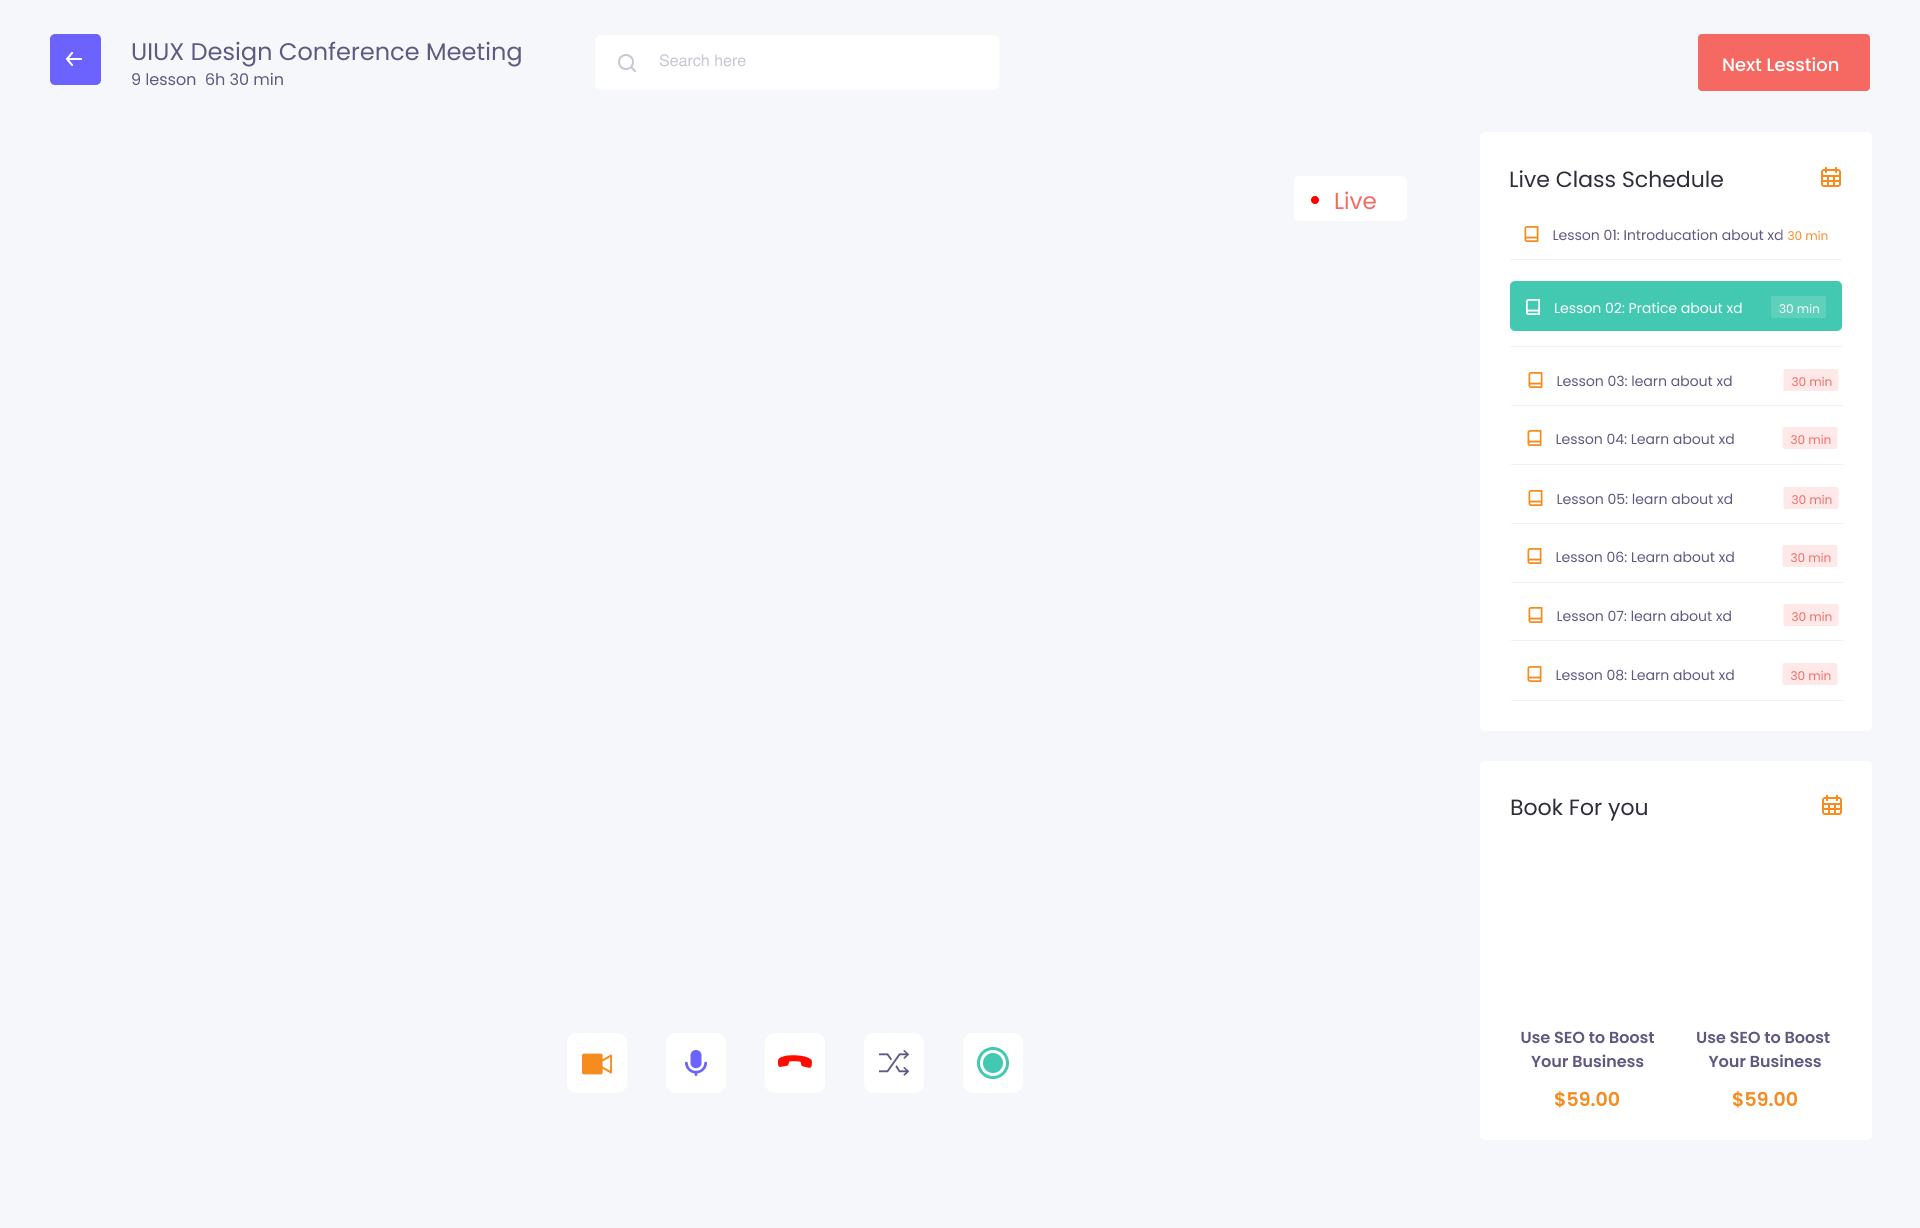 UIUX Design Conference Meeting
9 lesson 6h 30 min
Search here
Next Lesstion
Live
Live Class Schedule
Lesson 01: Introducation about xd 30 min
Lesson 02: Pratice about xd 30 min
Lesson 03: learn about xd 30 min
Lesson 04: Learn about xd 30 min
Lesson 05: learn about xd 30 min
Lesson 06: Learn about xd 30 min
Lesson 07: learn about xd 30 min
Lesson 08: Learn about xd 30 min
Book For you
Use SEO to Boost
Your Business
$59.00
Use SEO to Boost
Your Business
$59.00